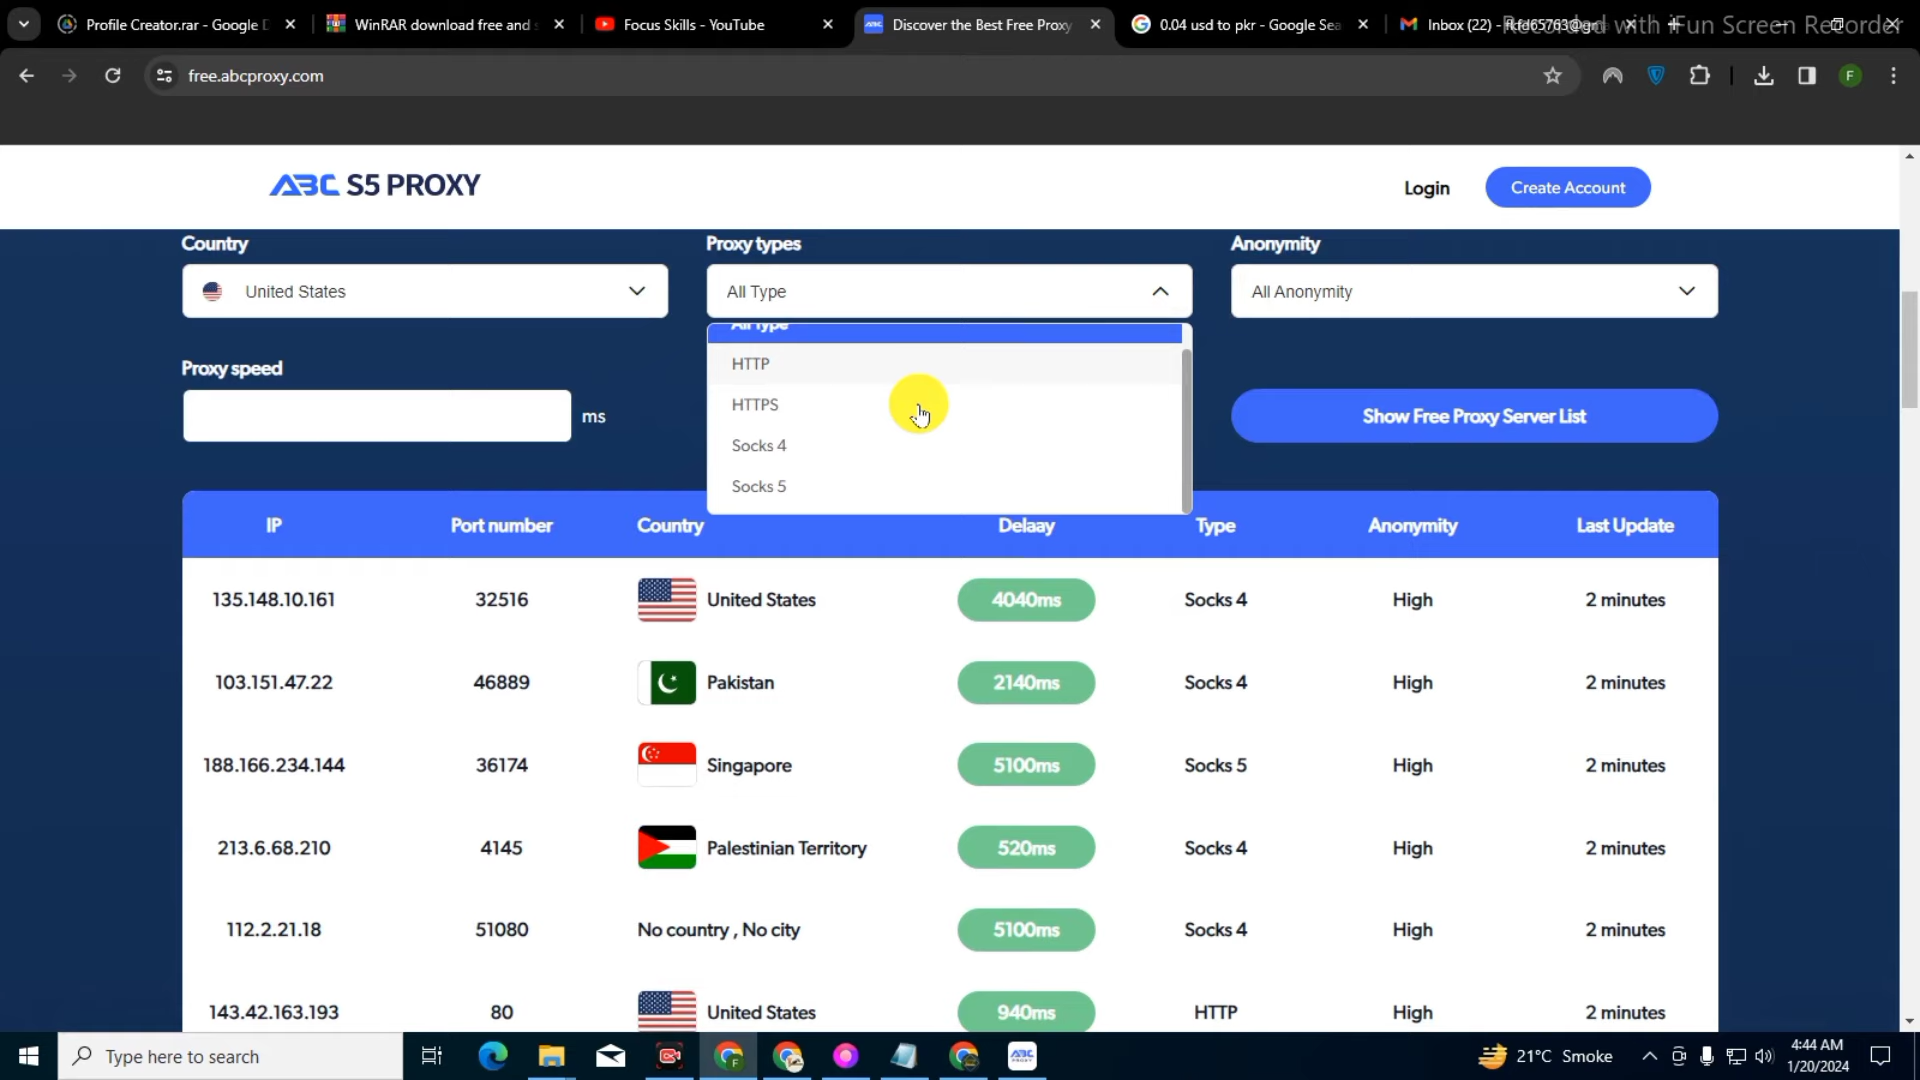 Profile Creator.rar - Google D
WinRAR download free and s
Focus Skills - YouTube
Discover the Best Free Proxy
0.04 usd to pkr - Google Sea
Inbox (22) -
Recorded with iFun Screen Recorder
free.abcproxy.com
F
ABC S5 PROXY
Login
Create Account
Country
Proxy types
Anonymity
United States
All Type
All Anonymity
All Type
HTTP
HTTPS
Socks 4
Socks 5
Proxy speed
ms
Show Free Proxy Server List
IP Port number Country Delaay Type Anonymity Last Update
135.148.10.161 32516 United States 4040ms Socks 4 High 2 minutes
103.151.47.22 46889 Pakistan 2140ms Socks 4 High 2 minutes
188.166.234.144 36174 Singapore 5100ms Socks 5 High 2 minutes
213.6.68.210 4145 Palestinian Territory 520ms Socks 4 High 2 minutes
112.2.21.18 51080 No country , No city 5100ms Socks 4 High 2 minutes
143.42.163.193 80 United States 940ms HTTP High 2 minutes
Type here to search
21°C Smoke
4:44 AM
1/20/2024